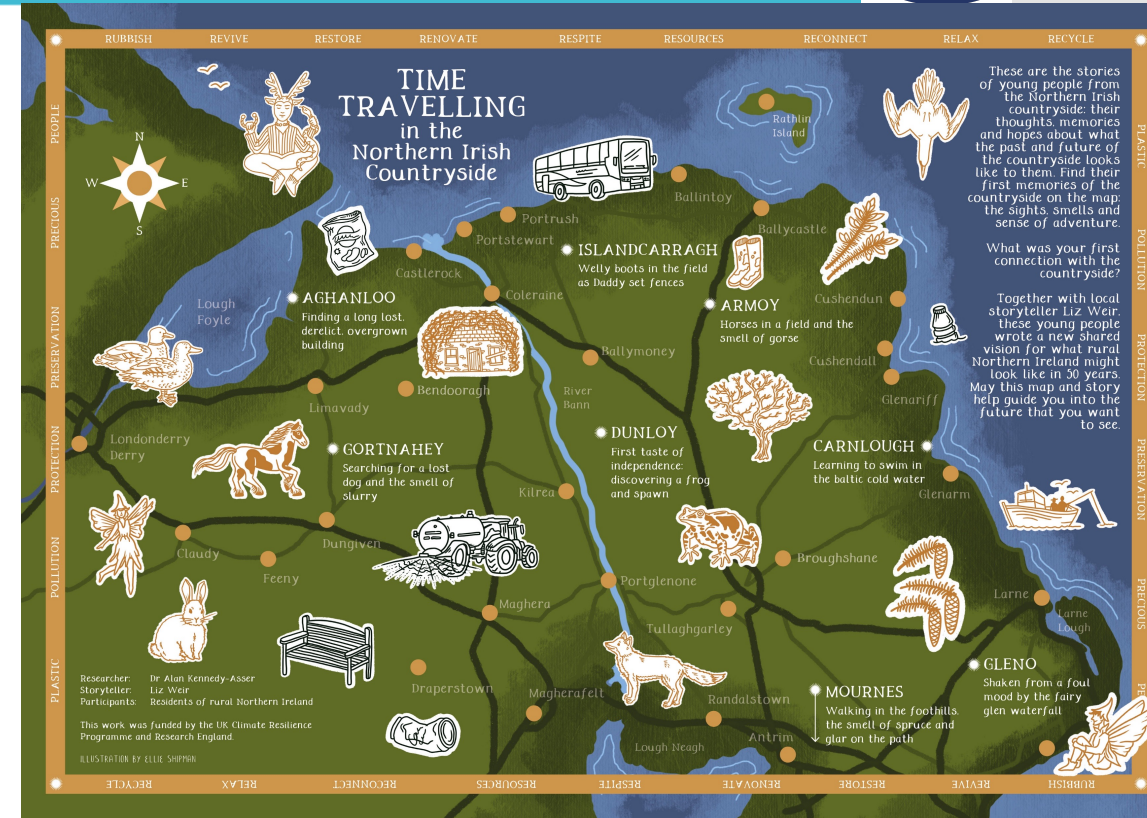 RUBBISH REVIVE RESTORE RENOVATE RESPITE RESOURCES RECONNECT RELAX RECYCLE
TIME
TRAVELLING
in the
Northern Irish
Countryside
These are the stories
of young people from
the Northern Irish
countryside: their
thoughts, memories
and hopes about what
the past and future of
the countryside looks
like to them. Find their
first memories of the
countryside on the map:
the sights, smells and
sense of adventure.
What was your first
connection with the
countryside?
Together with local
storyteller Liz Weir,
these young people
wrote a new shared
vision for what rural
Northern Ireland might
look like in 50 years.
May this map and story
help guide you into the
future that you want
to see.
N
W E
S
Rathlin
Island
Ballintoy
Portrush
Ballycastle
Portstewart
Castlerock
ISLANDCARRAGH
Welly boots in the field
as Daddy set fences
Coleraine
Lough
Foyle
AGHANLOO
Finding a long lost,
derelict, overgrown
building
ARMOY
Horses in a field and the
smell of gorse
Cushendun
Cushendall
Glenariff
Ballymoney
Bendooragh
River
Bann
Limavady
Londonderry
Derry
GORTNAHEY
Searching for a lost
dog and the smell of
slurry
DUNLOY
First taste of
independence:
discovering a frog
and spawn
CARNLOUGH
Learning to swim in
the baltic cold water
Glenarm
Kilrea
Claudy
Dungiven
Feeny
Broughshane
Portglenone
Maghera
Tullaghgarley
Larne
Larne
Lough
Draperstown
Magherafelt
Randalstown
Antrim
Lough Neagh
MOURNES
Walking in the foothills,
the smell of spruce and
glar on the path
GLENO
Shaken from a foul
mood by the fairy
glen waterfall
Researcher: Dr Alan Kennedy-Asser
Storyteller: Liz Weir
Participants: Residents of rural Northern Ireland
This work was funded by the UK Climate Resilience
Programme and Research England.
ILLUSTRATION BY ELLIE SHIPMAN
PEOPLE
PRECIOUS
PRESERVATION
PROTECTION
POLLUTION
PLASTIC
PLASTIC
POLLUTION
PROTECTION
PRESERVATION
PRECIOUS
RECYCLE RELAX RECONNECT RESOURCES RESPITE RENOVATE RESTORE REVIVE RUBBISH